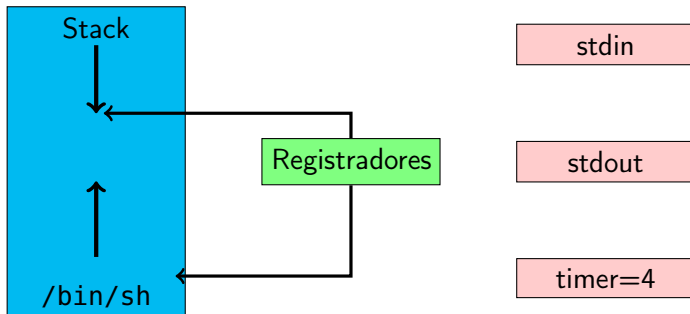 Stack
stdin
Registradores
stdout
/bin/sh
timer=4